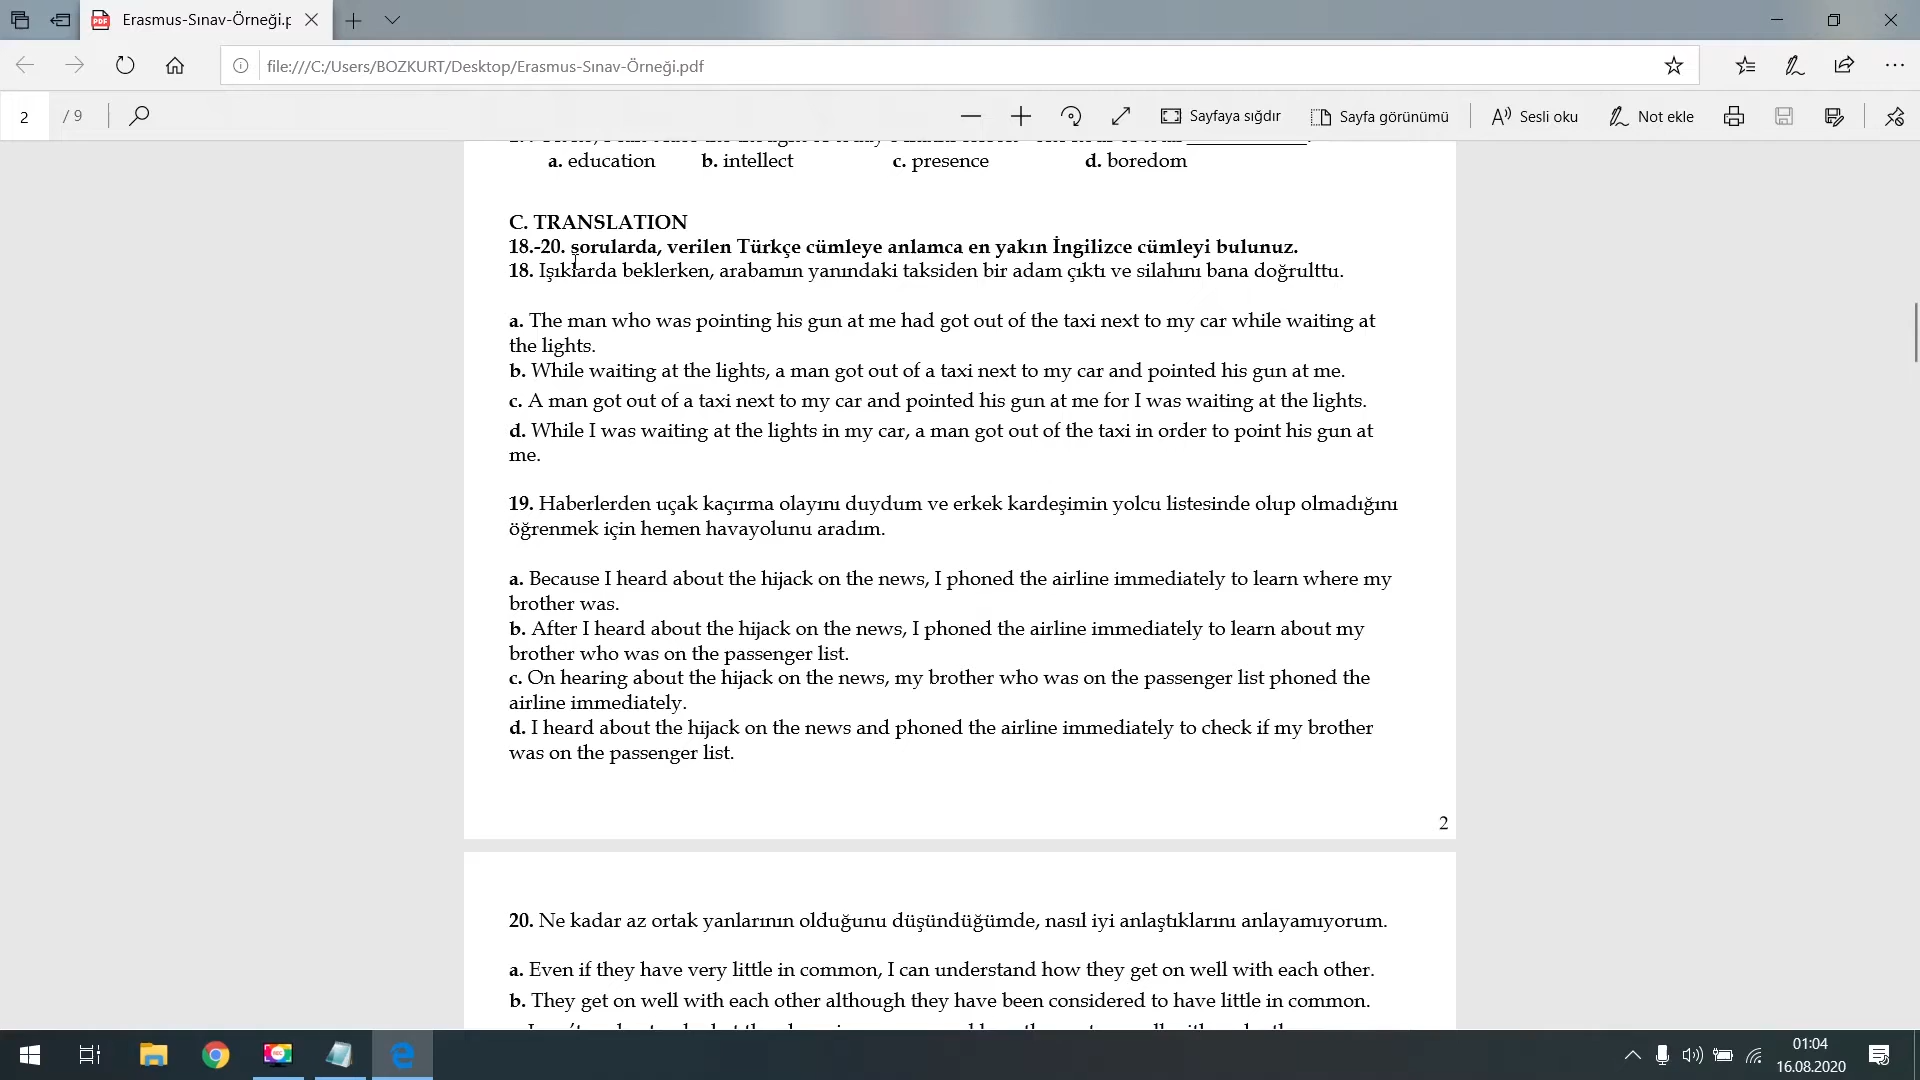 Erasmus-Sınav-Örneği.p
file:///C:/Users/BOZKURT/Desktop/Erasmus-Sınav-Örneği.pdf
2 / 9 Sayfaya sığdır Sayfa görünümü Sesli oku Not ekle
a. education b. intellect c. presence d. boredom
C. TRANSLATION
18.-20. sorularda, verilen Türkçe cümleye anlamca en yakın İngilizce cümleyi bulunuz.
18. Işıklarda beklerken, arabamın yanındaki taksiden bir adam çıktı ve silahını bana doğrulttu.
a. The man who was pointing his gun at me had got out of the taxi next to my car while waiting at
the lights.
b. While waiting at the lights, a man got out of a taxi next to my car and pointed his gun at me.
c. A man got out of a taxi next to my car and pointed his gun at me for I was waiting at the lights.
d. While I was waiting at the lights in my car, a man got out of the taxi in order to point his gun at
me.
19. Haberlerden uçak kaçırma olayını duydum ve erkek kardeşimin yolcu listesinde olup olmadığını
öğrenmek için hemen havayolunu aradım.
a. Because I heard about the hijack on the news, I phoned the airline immediately to learn where my
brother was.
b. After I heard about the hijack on the news, I phoned the airline immediately to learn about my
brother who was on the passenger list.
c. On hearing about the hijack on the news, my brother who was on the passenger list phoned the
airline immediately.
d. I heard about the hijack on the news and phoned the airline immediately to check if my brother
was on the passenger list.
2
20. Ne kadar az ortak yanlarının olduğunu düşündüğümde, nasıl iyi anlaştıklarını anlayamıyorum.
a. Even if they have very little in common, I can understand how they get on well with each other.
b. They get on well with each other although they have been considered to have little in common.
01:04
16.08.2020